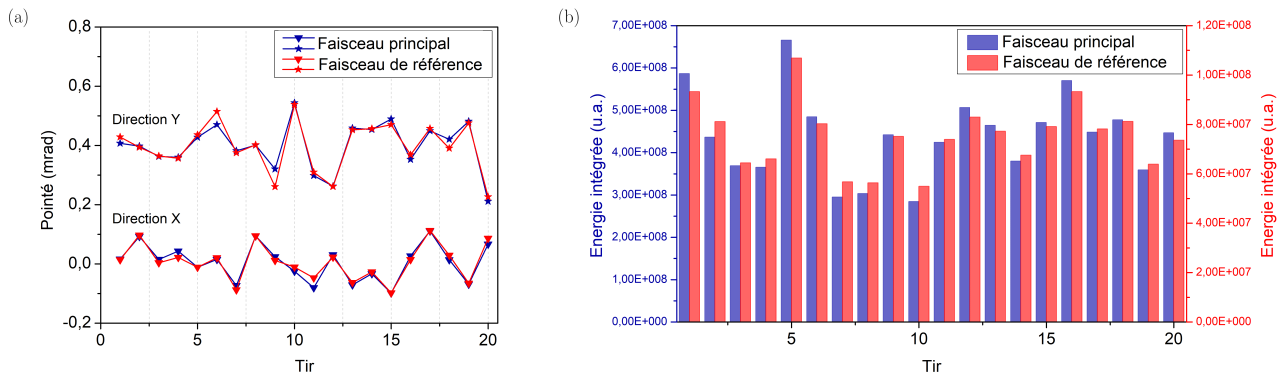 (a)
0,8
0,6
0,4
0,2
0,0
-0,2
Pointé (mrad)
Faisceau principal
Faisceau de référence
Direction Y
Direction X
0 5 10 15 20
Tir
(b)
7,00E+008
6,00E+008
5,00E+008
4,00E+008
3,00E+008
2,00E+008
1,00E+008
0,00E+000
Energie intégrée (u.a.)
Faisceau principal
Faisceau de référence
1,20E+008
1,00E+008
8,00E+007
6,00E+007
4,00E+007
2,00E+007
0,00E+000
Energie intégrée (u.a.)
5 10 15 20
Tir